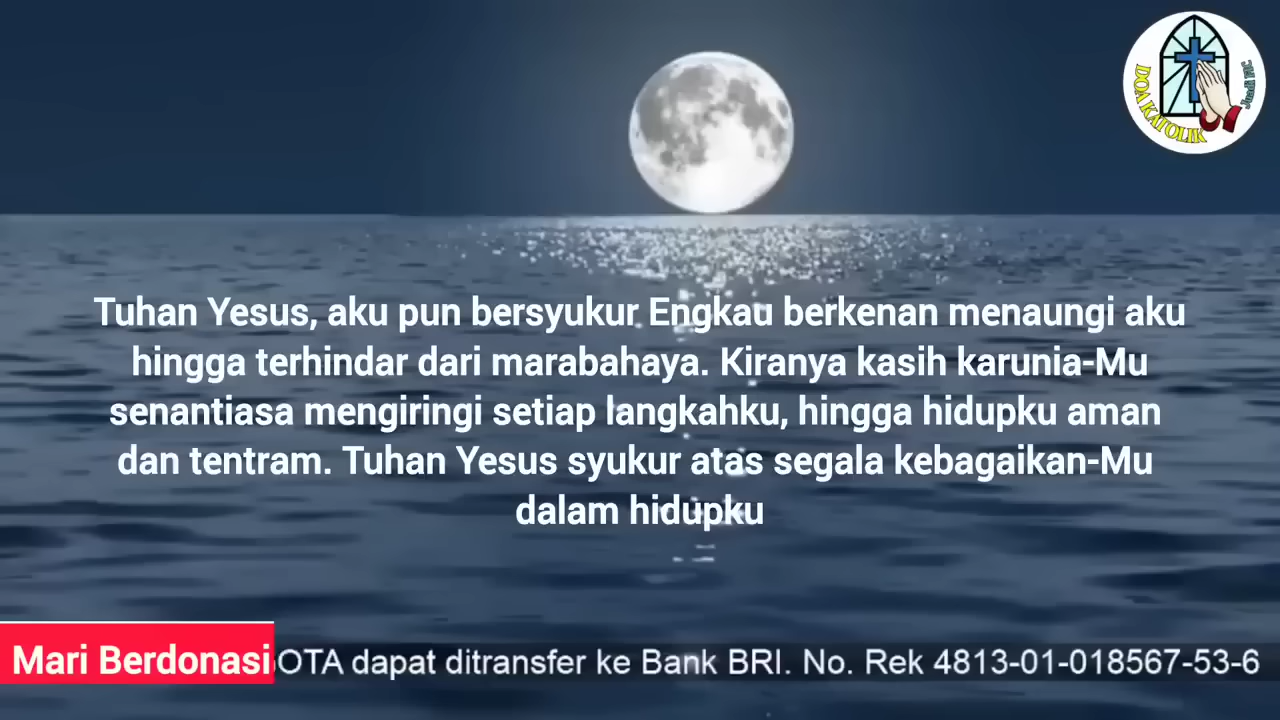 DOA KATOLIK
Tuhan Yesus, aku pun bersyukur Engkau berkenan menaungi aku
hingga terhindar dari marabahaya. Kiranya kasih karunia-Mu
senantiasa mengiringi setiap langkahku, hingga hidupku aman
dan tentram. Tuhan Yesus syukur atas segala kebagaikan-Mu
dalam hidupku
Mari Berdonasi
OTA dapat ditransfer ke Bank BRI. No. Rek 4813-01-018567-53-6